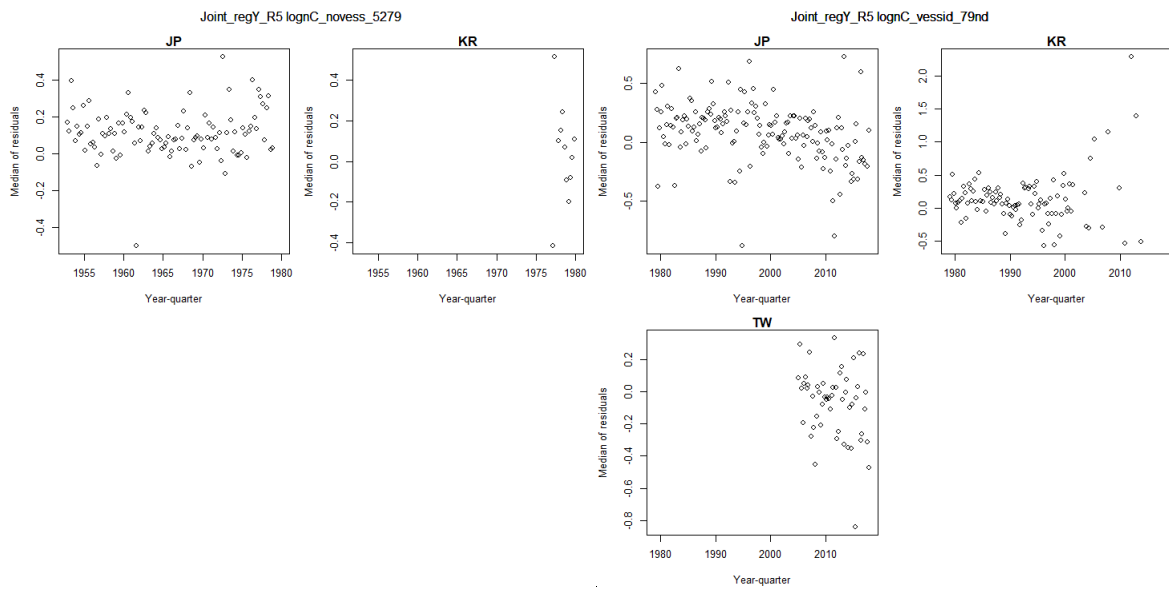 Joint_regY_R5 lognC_novess_5279
JP
Median of residuals
0.4
0.2
0.0
-0.2
-0.4
1955 1960 1965 1970 1975 1980
Year-quarter
KR
Median of residuals
0.4
0.2
0.0
-0.2
-0.4
1955 1960 1965 1970 1975 1980
Year-quarter
Joint_regY_R5 lognC_vessid_79nd
JP
Median of residuals
0.5
0.0
-0.5
1980 1990 2000 2010
Year-quarter
KR
Median of residuals
2.0
1.5
1.0
0.5
0.0
-0.5
1980 1990 2000 2010
Year-quarter
TW
Median of residuals
0.2
0.0
-0.2
-0.4
-0.6
-0.8
1980 1990 2000 2010
Year-quarter